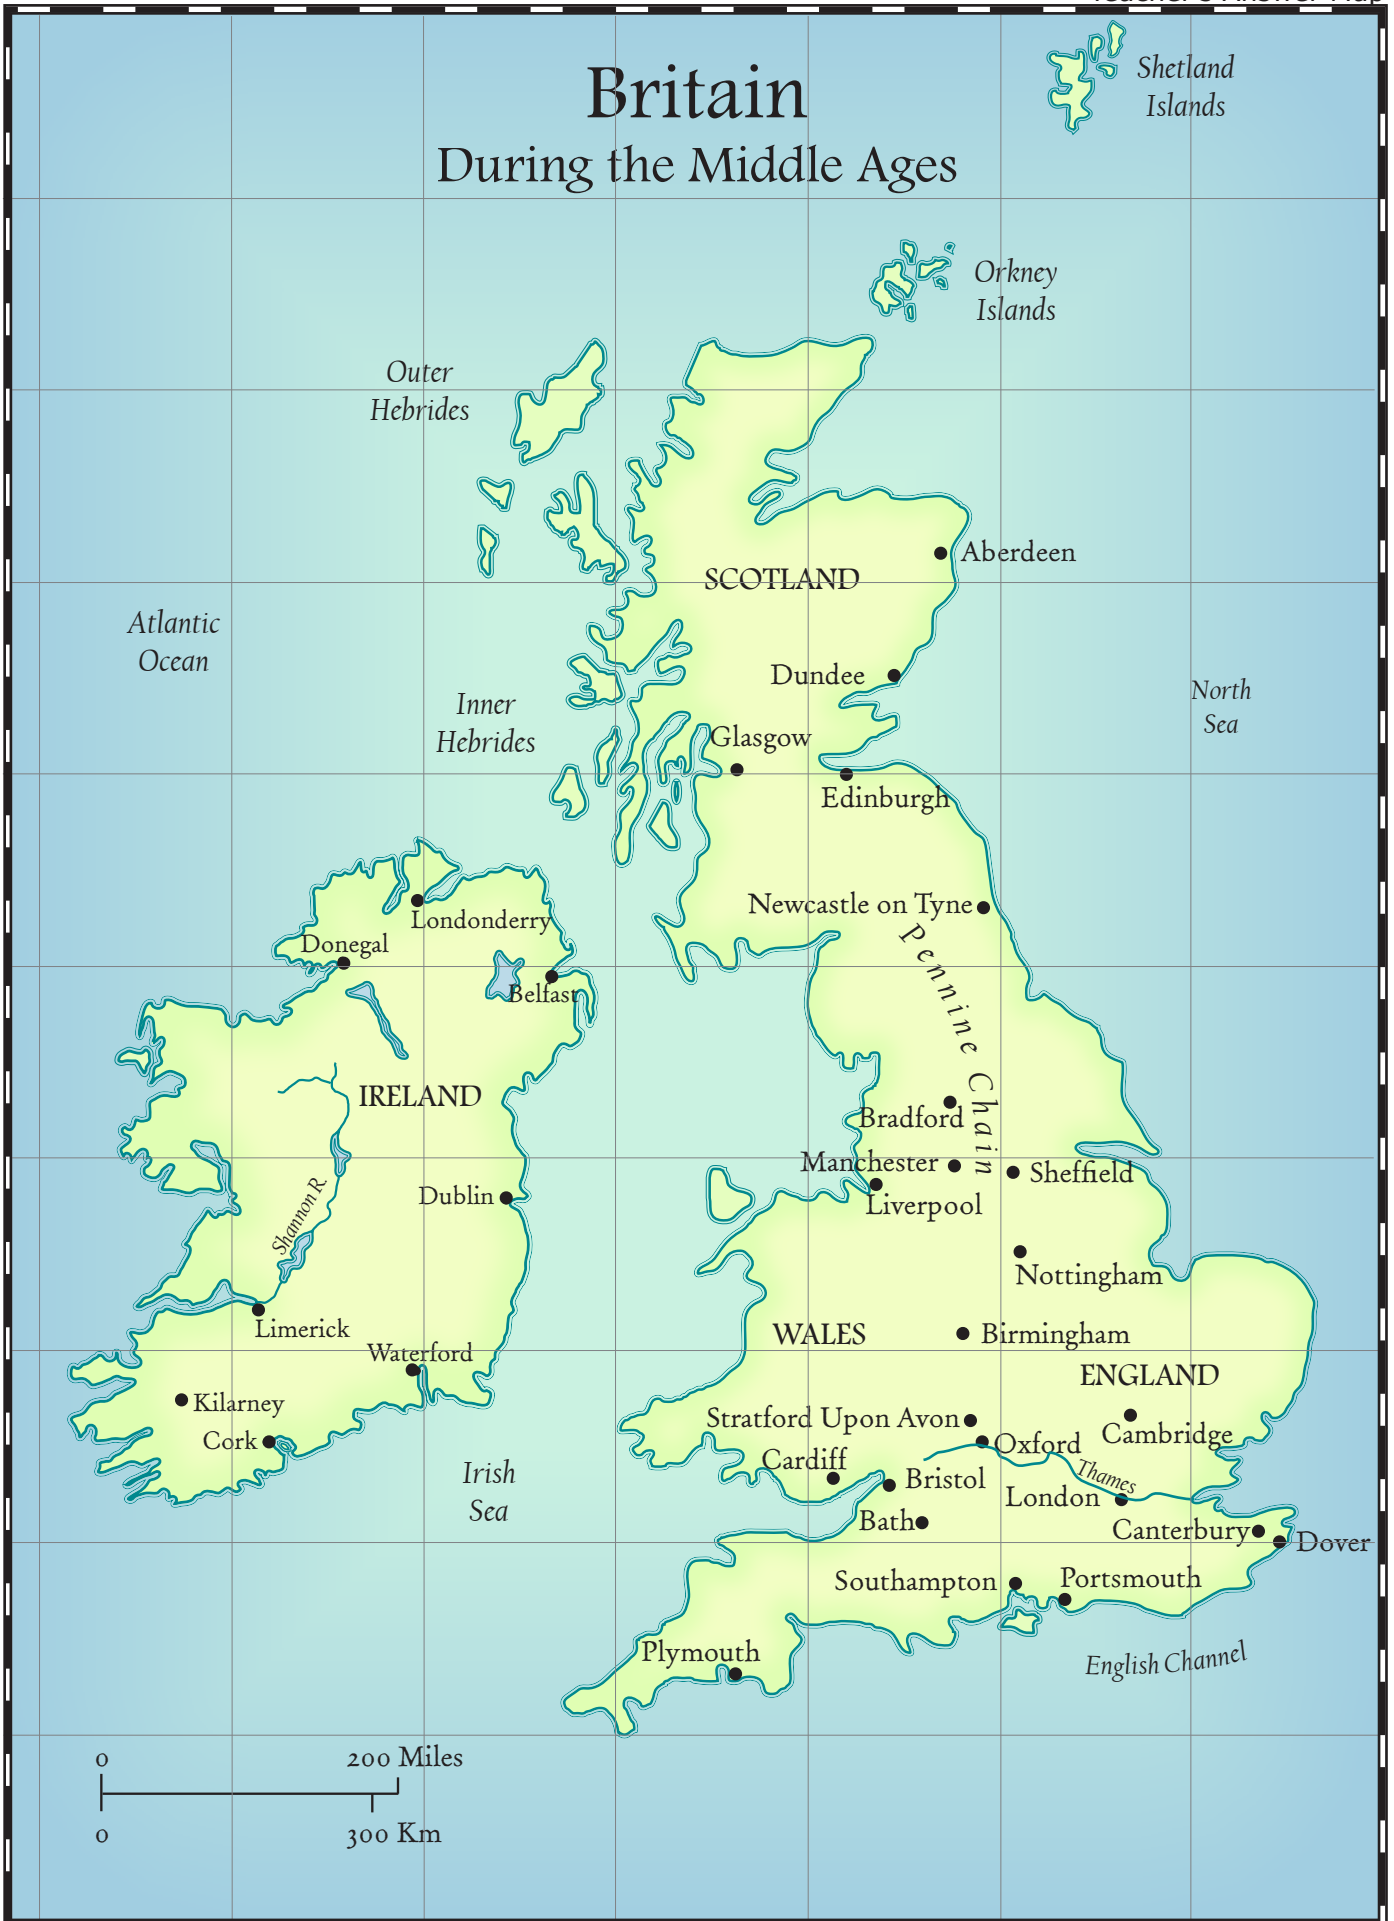 Teacher's Answer Map
Britain
During the Middle Ages
Shetland
Islands
Orkney
Islands
Outer
Hebrides
Aberdeen
SCOTLAND
Atlantic
Ocean
Dundee
North
Sea
Inner
Hebrides
Glasgow
Edinburgh
Newcastle on Tyne
Londonderry
Donegal
Belfast
Pennine Chain
IRELAND
Bradford
Manchester
Sheffield
Liverpool
Dublin
Shannon R.
Nottingham
Limerick
WALES
Birmingham
Waterford
ENGLAND
Kilarney
Stratford Upon Avon
Cambridge
Cork
Oxford
Cardiff
Irish
Sea
Bristol
Thames
London
Bath
Canterbury
Dover
Southampton
Portsmouth
Plymouth
English Channel
0 200 Miles
0 300 Km